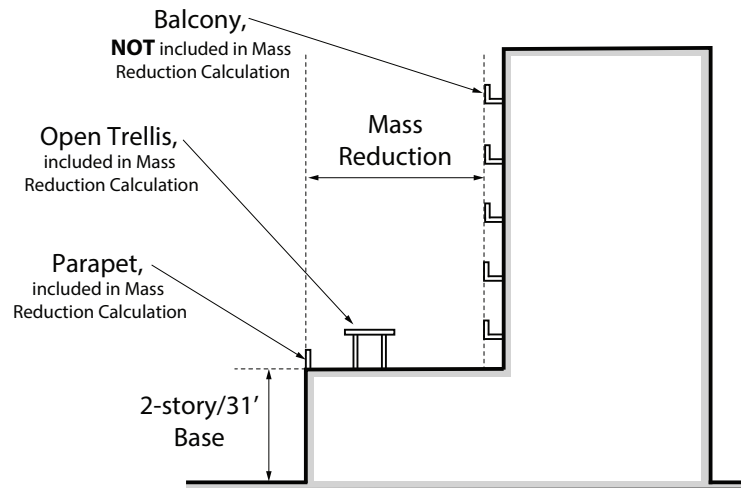 Balcony,
NOT included in Mass
Reduction Calculation
Open Trellis,
included in Mass
Reduction Calculation
Mass
Reduction
Parapet,
included in Mass
Reduction Calculation
2-story/31’
Base